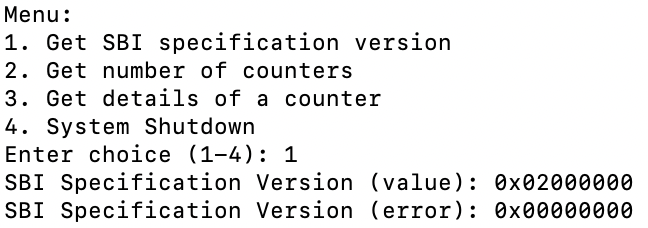 Menu:
1. Get SBI specification version
2. Get number of counters
3. Get details of a counter
4. System Shutdown
Enter choice (1-4): 1
SBI Specification Version (value): 0x02000000
SBI Specification Version (error): 0x00000000